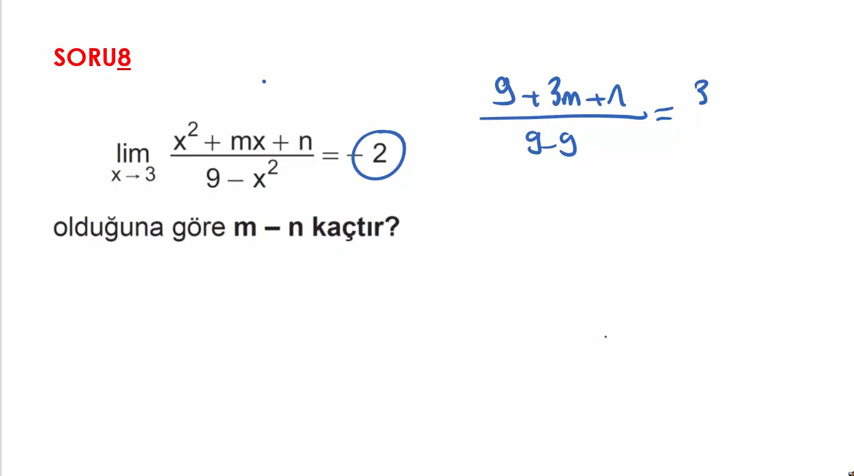 SORU8
lim x→3 x² + mx + n / 9 − x² = − 2
olduğuna göre m − n kaçtır?
9 + 3m + n / 9 - 9 = 3